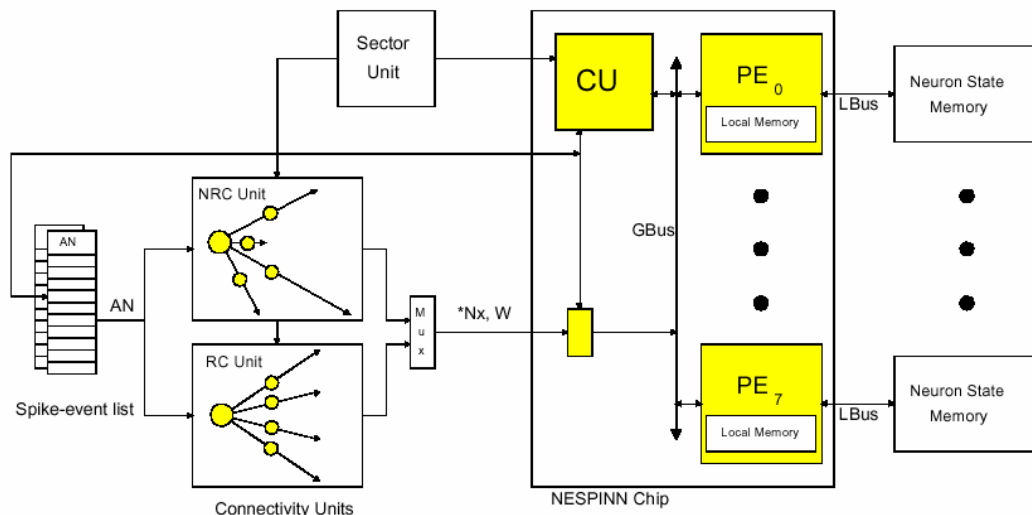 Sector
Unit
CU
PE 0
Local Memory
LBus
Neuron State
Memory
NRC Unit
AN
GBus
AN
*Nx, W
M
u
x
RC Unit
Spike-event list
PE 7
Local Memory
LBus
Neuron State
Memory
Connectivity Units
NESPINN Chip